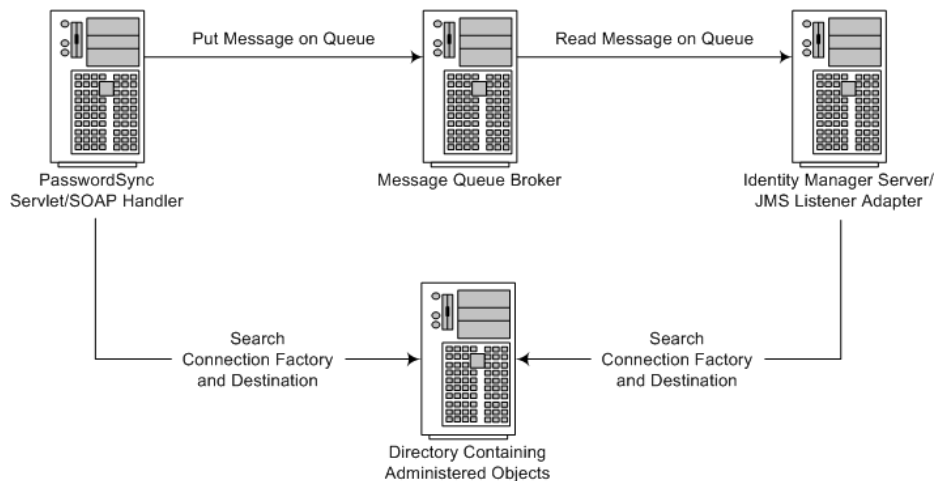 Put Message on Queue
Read Message on Queue
PasswordSync
Servlet/SOAP Handler
Message Queue Broker
Identity Manager Server/
JMS Listener Adapter
Search
Connection Factory
and Destination
Search
Connection Factory
and Destination
Directory Containing
Administered Objects